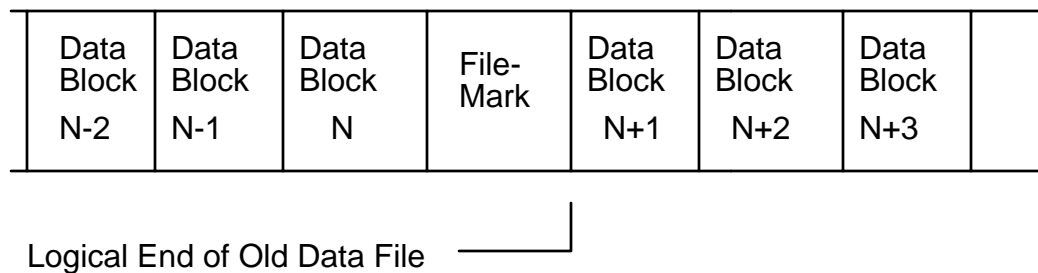 Data Block N-2
Data Block N-1
Data Block N
File-Mark
Data Block N+1
Data Block N+2
Data Block N+3
Logical End of Old Data File